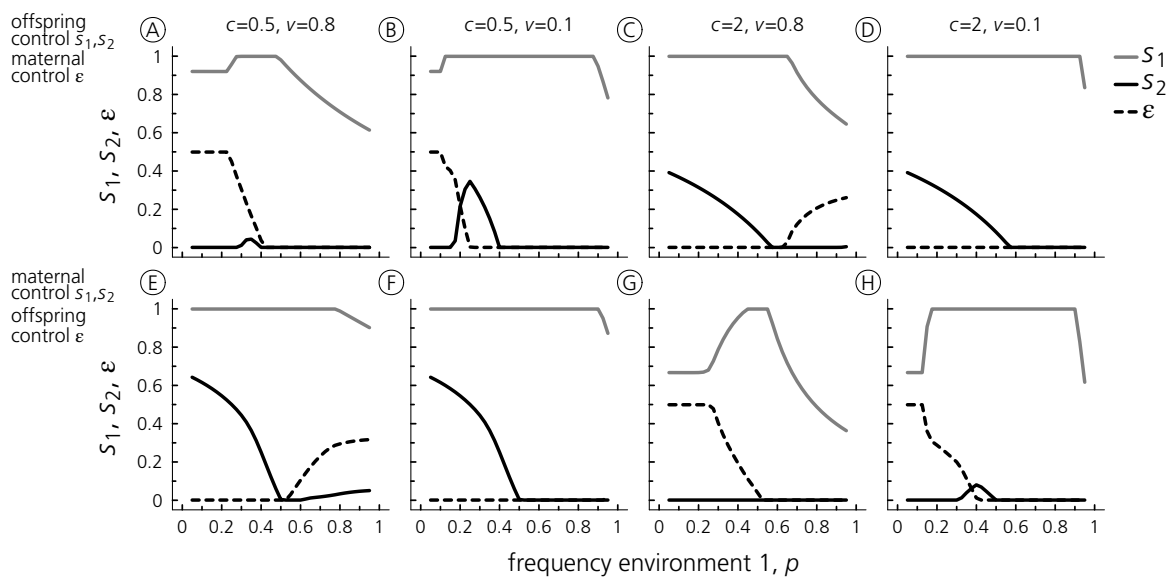 offspring
control s1,s2
maternal
control ε
A c=0.5, v=0.8 B c=0.5, v=0.1 C c=2, v=0.8 D c=2, v=0.1
s1
s2
ε
s1, s2, ε
1
0.8
0.6
0.4
0.2
0
maternal
control s1,s2
offspring
control ε
E F G H
s1, s2, ε
1
0.8
0.6
0.4
0.2
0
0 0.2 0.4 0.6 0.8 1 0 0.2 0.4 0.6 0.8 1 0 0.2 0.4 0.6 0.8 1 0 0.2 0.4 0.6 0.8 1
frequency environment 1, p